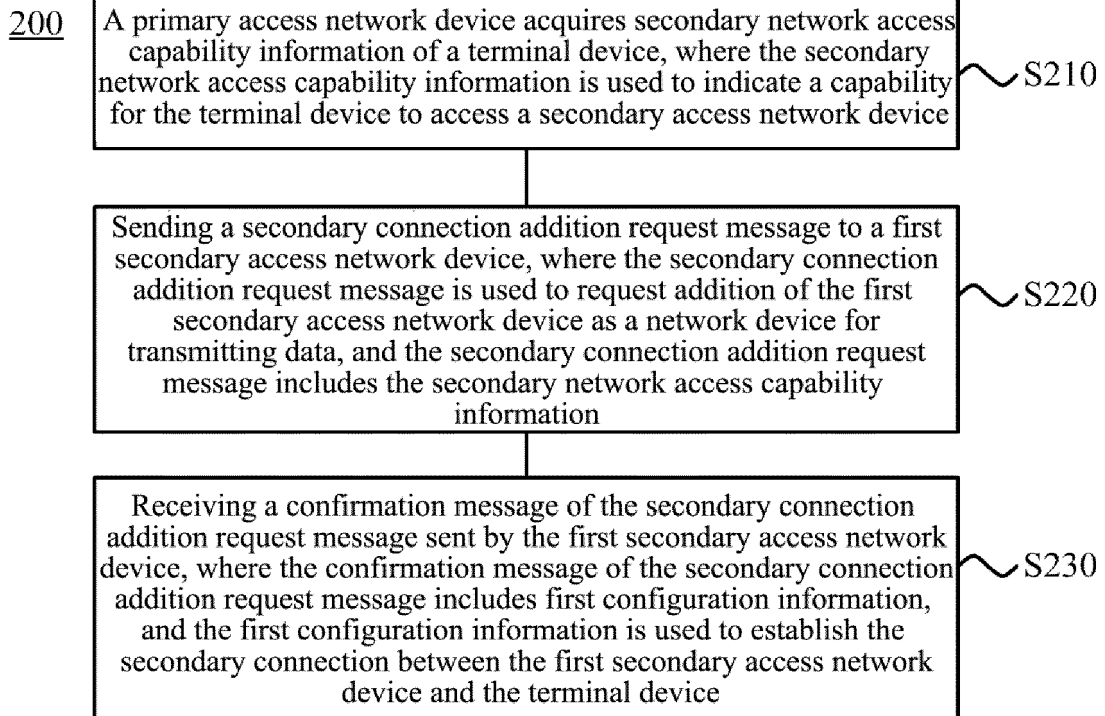 200
A primary access network device acquires secondary network access
capability information of a terminal device, where the secondary
network access capability information is used to indicate a capability
for the terminal device to access a secondary access network device
S210
Sending a secondary connection addition request message to a first
secondary access network device, where the secondary connection
addition request message is used to request addition of the first
secondary access network device as a network device for
transmitting data, and the secondary connection addition request
message includes the secondary network access capability
information
S220
Receiving a confirmation message of the secondary connection
addition request message sent by the first secondary access network
device, where the confirmation message of the secondary connection
addition request message includes first configuration information,
and the first configuration information is used to establish the
secondary connection between the first secondary access network
device and the terminal device
S230